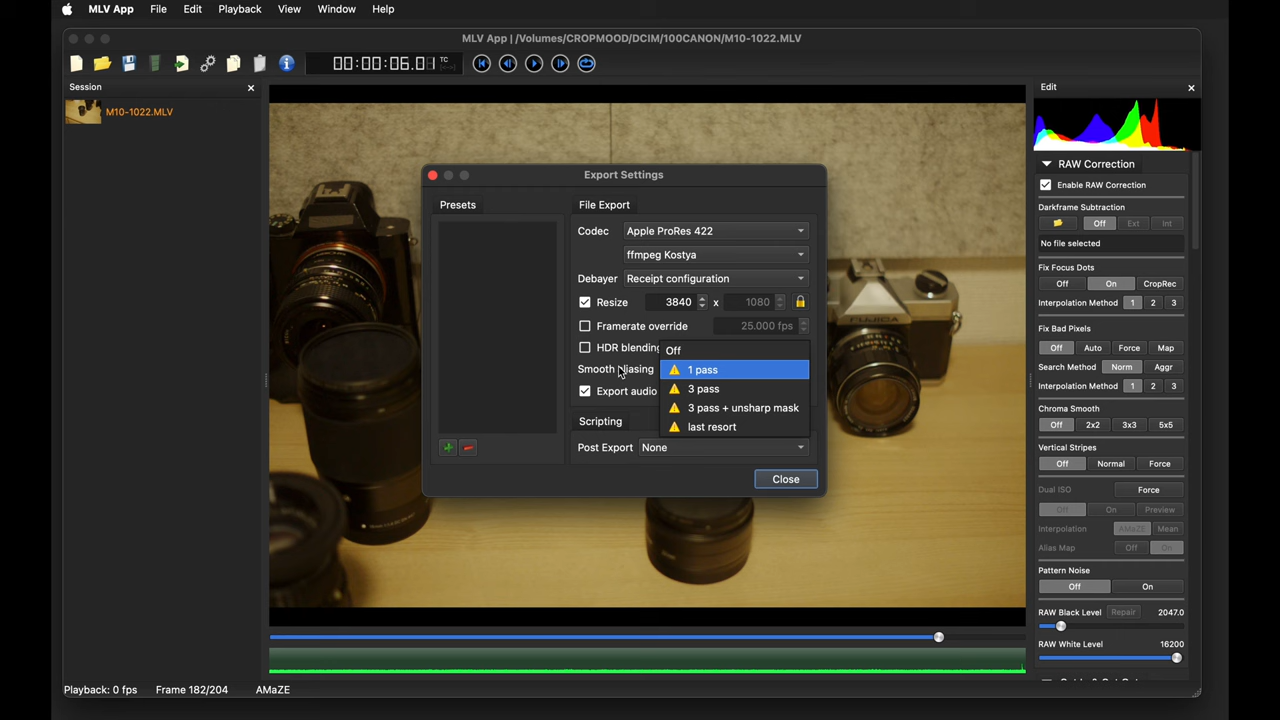 MLV App File Edit Playback View Window Help
MLV App | /Volumes/CROPMOOD/DCIM/100CANON/M10-1022.MLV
00:00:06.01 TC
Session
M10-1022.MLV
Export Settings
Presets
File Export
Codec Apple ProRes 422
ffmpeg Kostya
Debayer Receipt configuration
Resize 3840 x 1080
Framerate override 25.000 fps
HDR blending
Off
Smooth aliasing
1 pass
3 pass
Export audio
3 pass + unsharp mask
Scripting
last resort
Post Export None
Close
FUJICA
Edit
RAW Correction
Enable RAW Correction
Darkframe Subtraction
Off Ext Int
No file selected
Fix Focus Dots
Off On CropRec
Interpolation Method 1 2 3
Fix Bad Pixels
Off Auto Force Map
Search Method Norm Aggr
Interpolation Method 1 2 3
Chroma Smooth
Off 2x2 3x3 5x5
Vertical Stripes
Off Normal Force
Dual ISO Force
Off On Preview
Interpolation AMaZE Mean
Alias Map Off On
Pattern Noise
Off On
RAW Black Level Repair 2047.0
RAW White Level 16200
Playback: 0 fps Frame 182/204 AMaZE